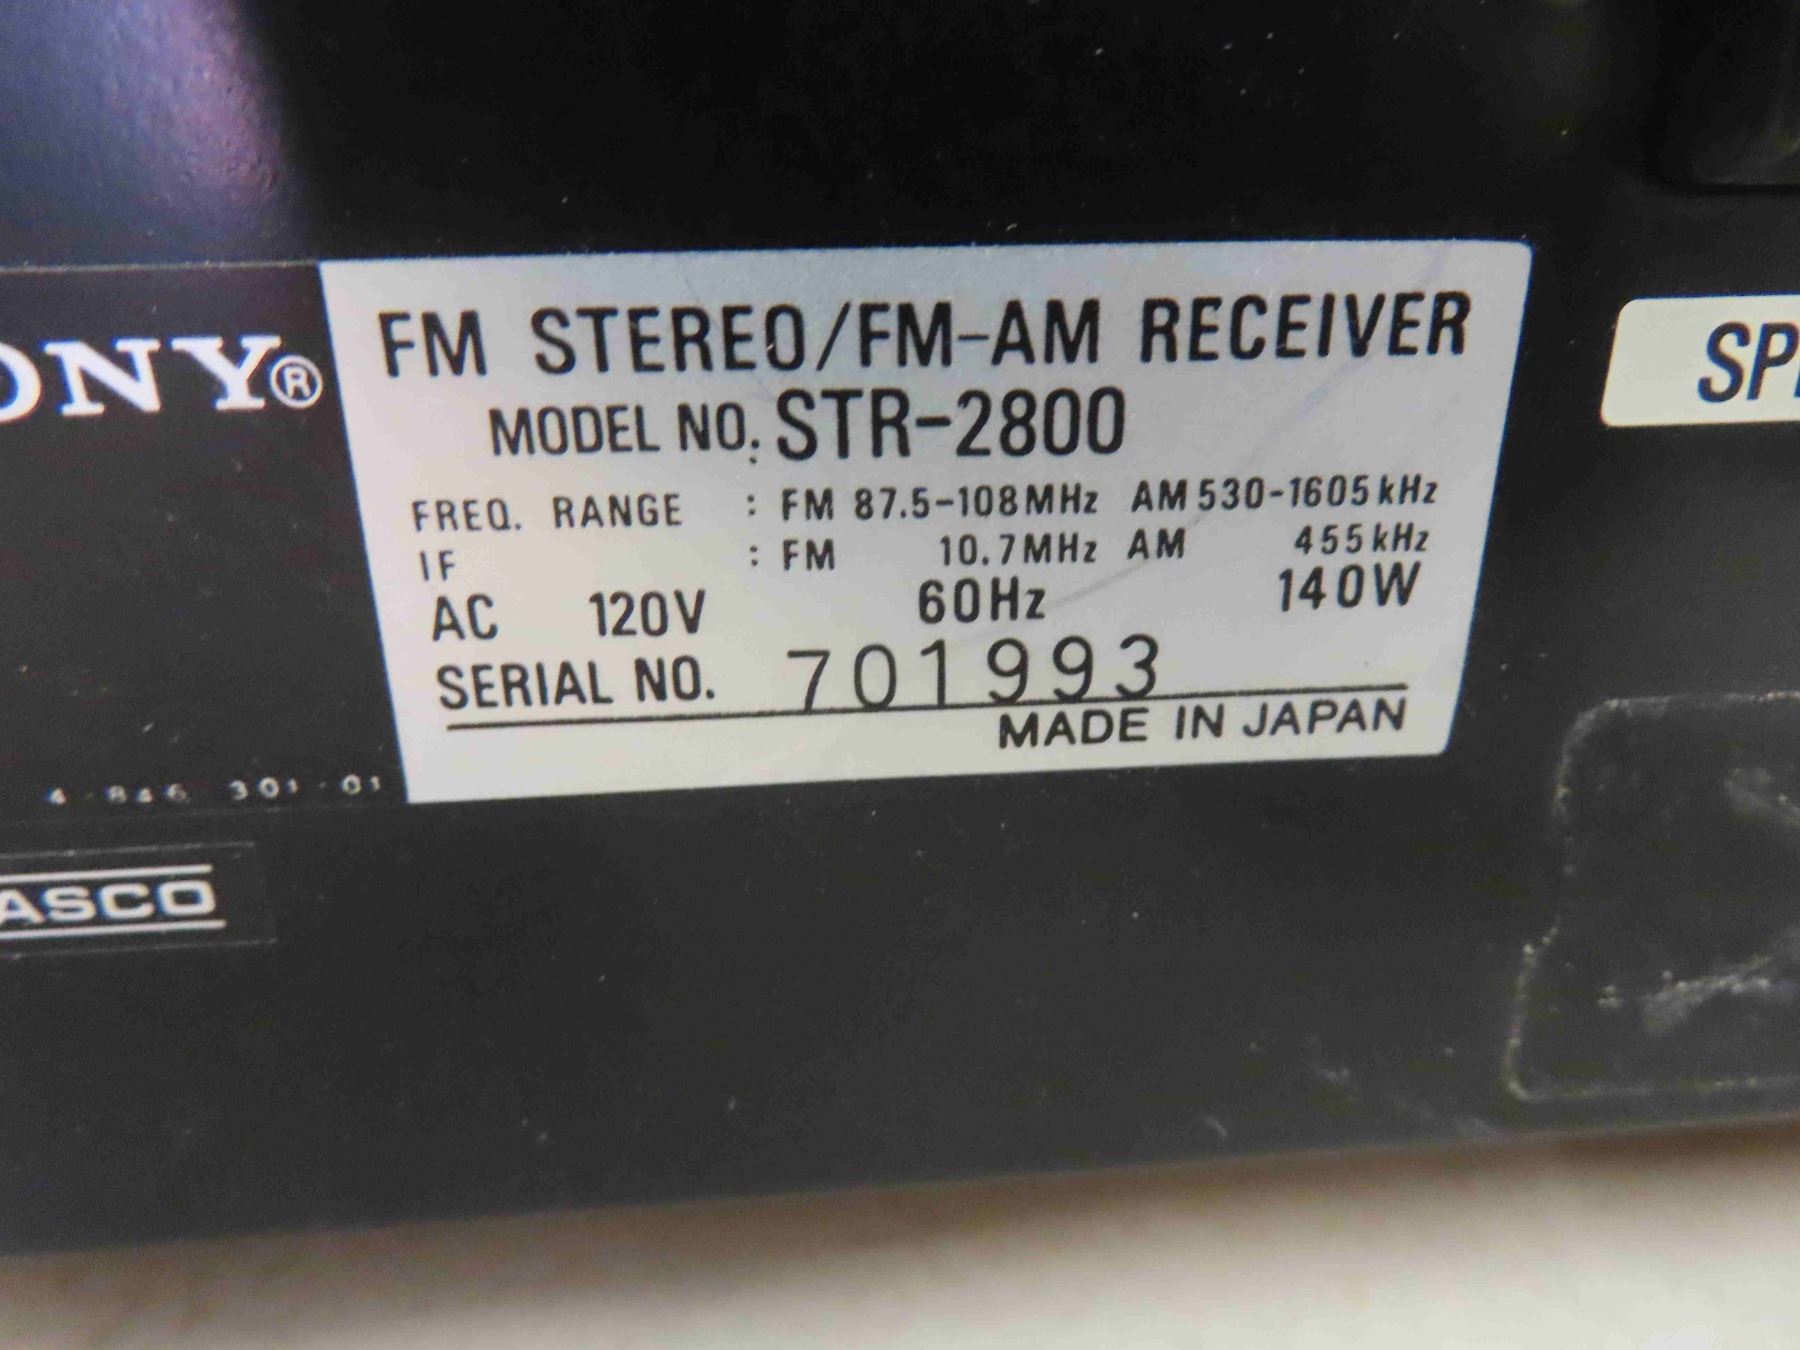 ONY®
FM STEREO/FM-AM RECEIVER
MODEL NO. : STR-2800
FREQ. RANGE : FM 87.5-108MHz AM 530-1605kHz
IF : FM 10.7MHz AM 455kHz
AC 120V 60Hz 140W
SERIAL NO. 701993
MADE IN JAPAN
4-846 301-01
ASCO
SP